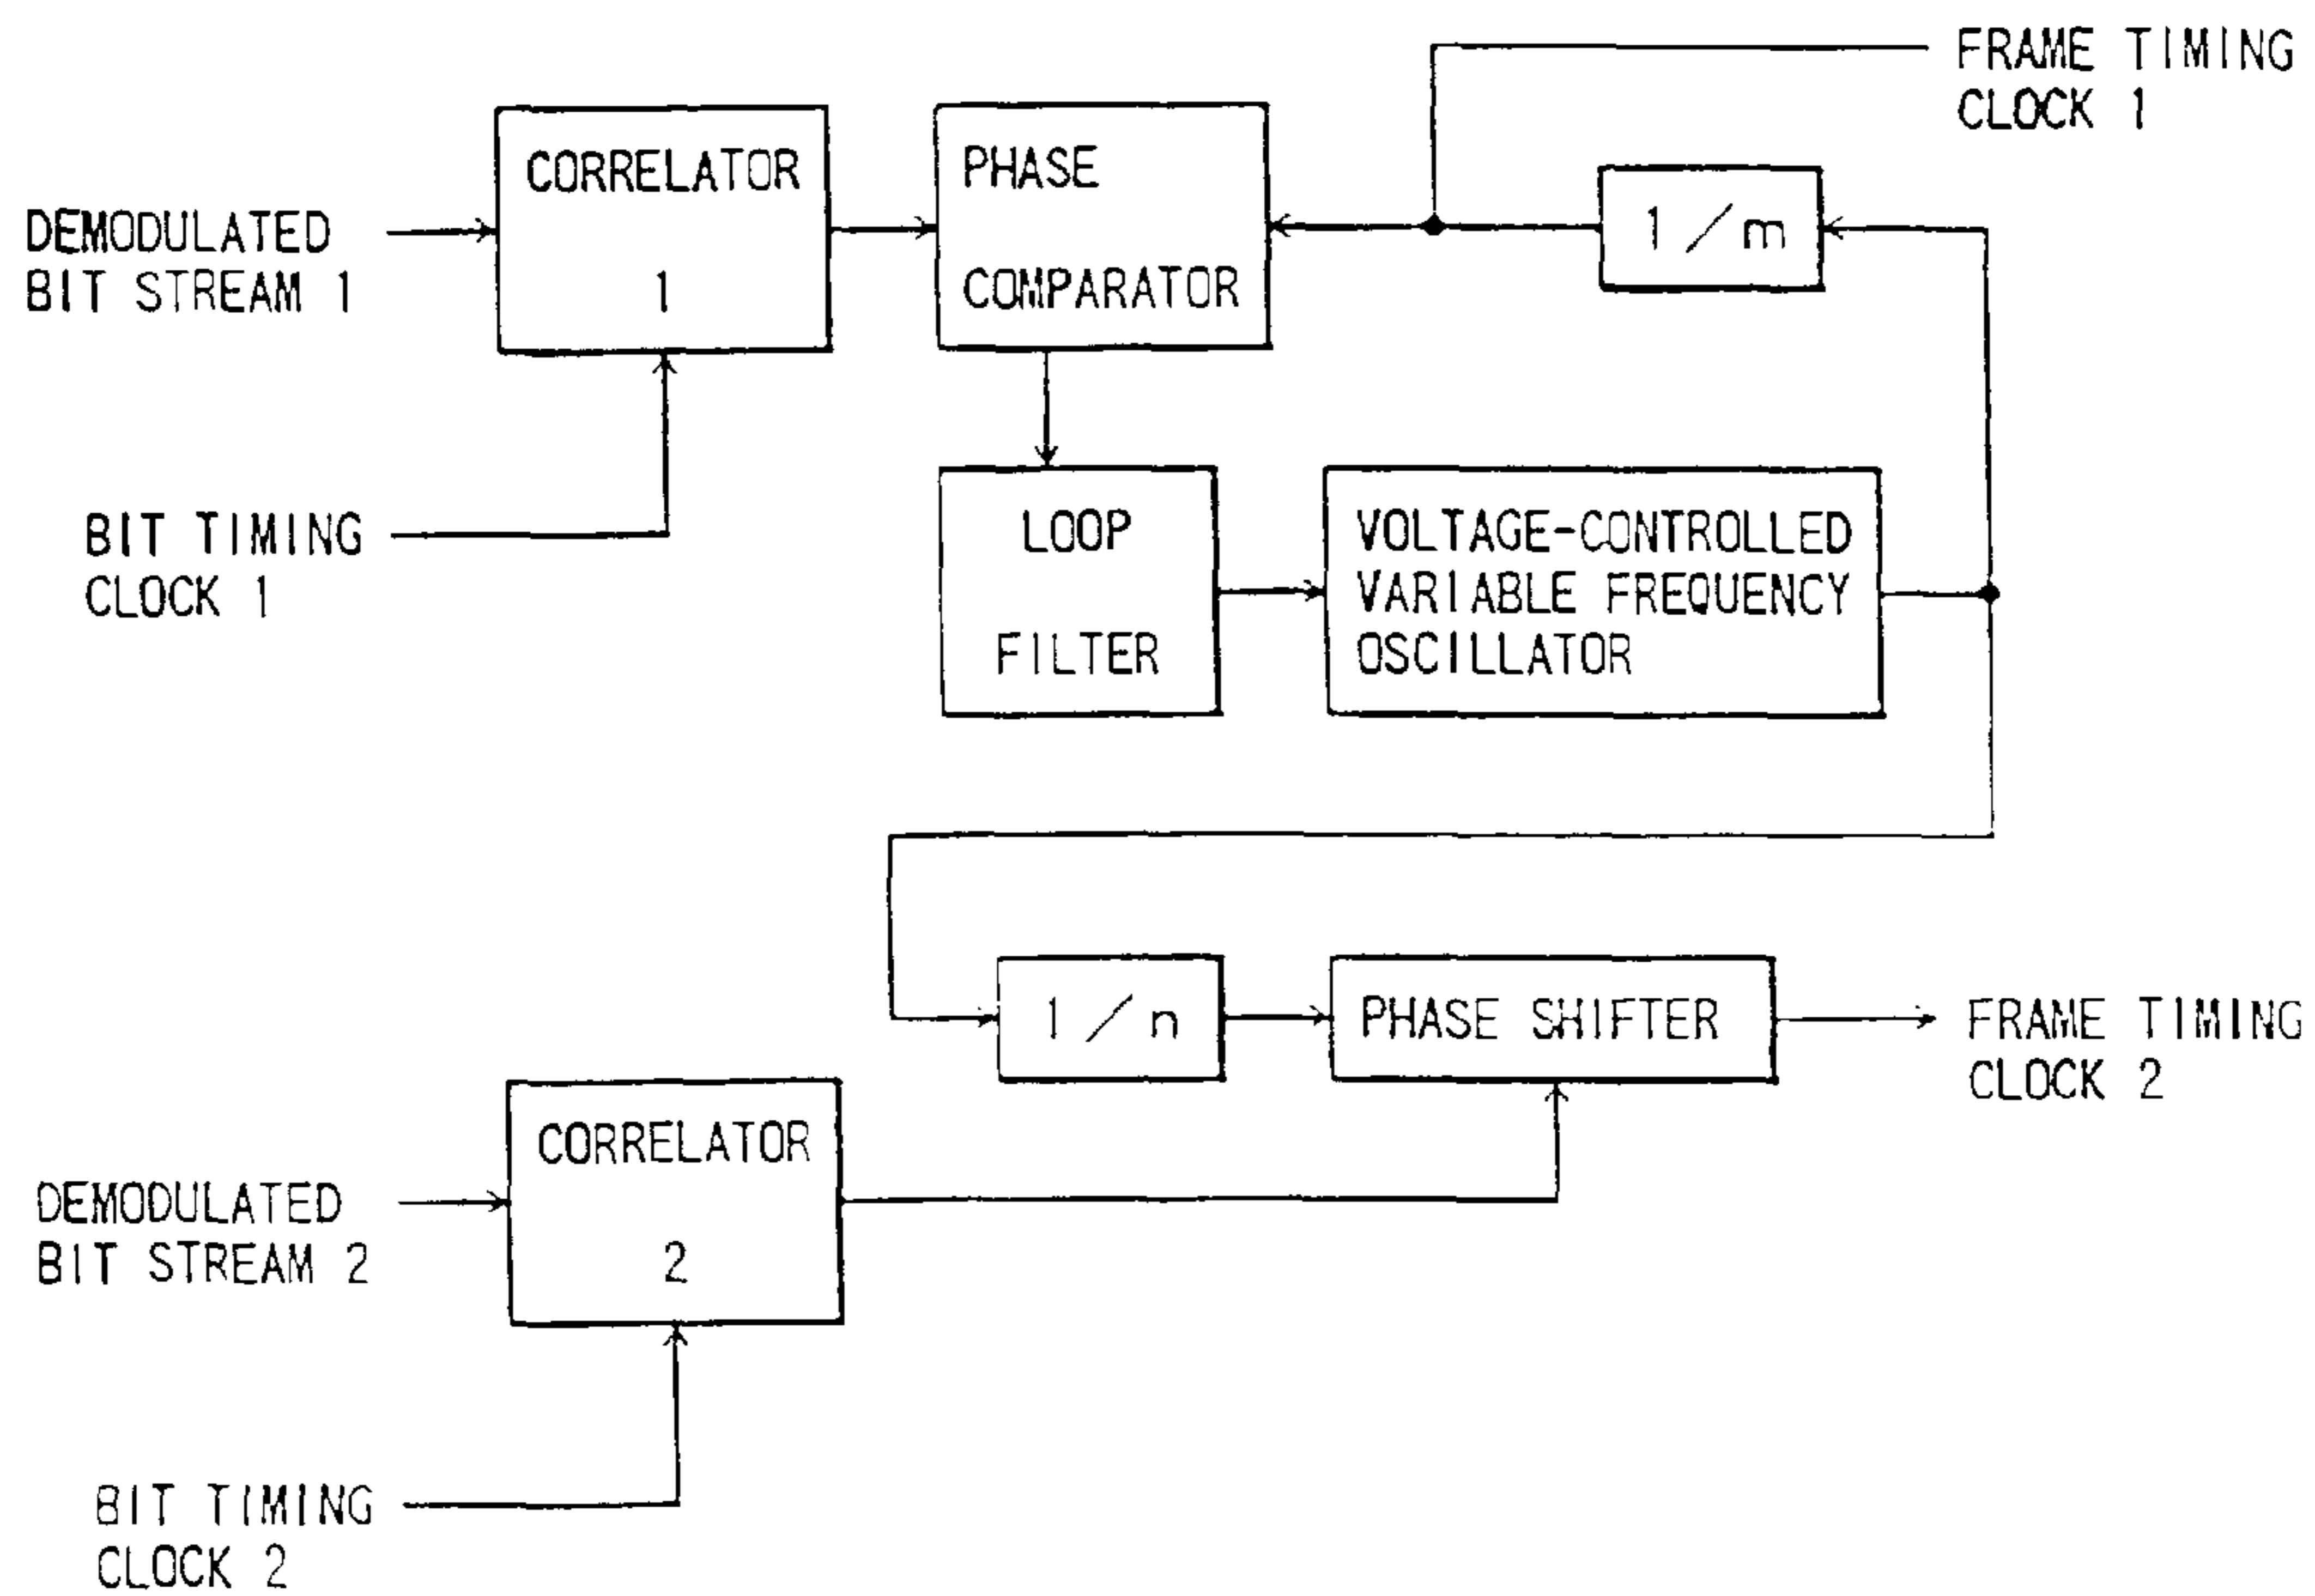 FRAME TIMING
CLOCK 1
CORRELATOR
1
PHASE
COMPARATOR
1/m
DEMODULATED
BIT STREAM 1
BIT TIMING
CLOCK 1
LOOP
FILTER
VOLTAGE-CONTROLLED
VARIABLE FREQUENCY
OSCILLATOR
1/n
PHASE SHIFTER
FRAME TIMING
CLOCK 2
CORRELATOR
2
DEMODULATED
BIT STREAM 2
BIT TIMING
CLOCK 2